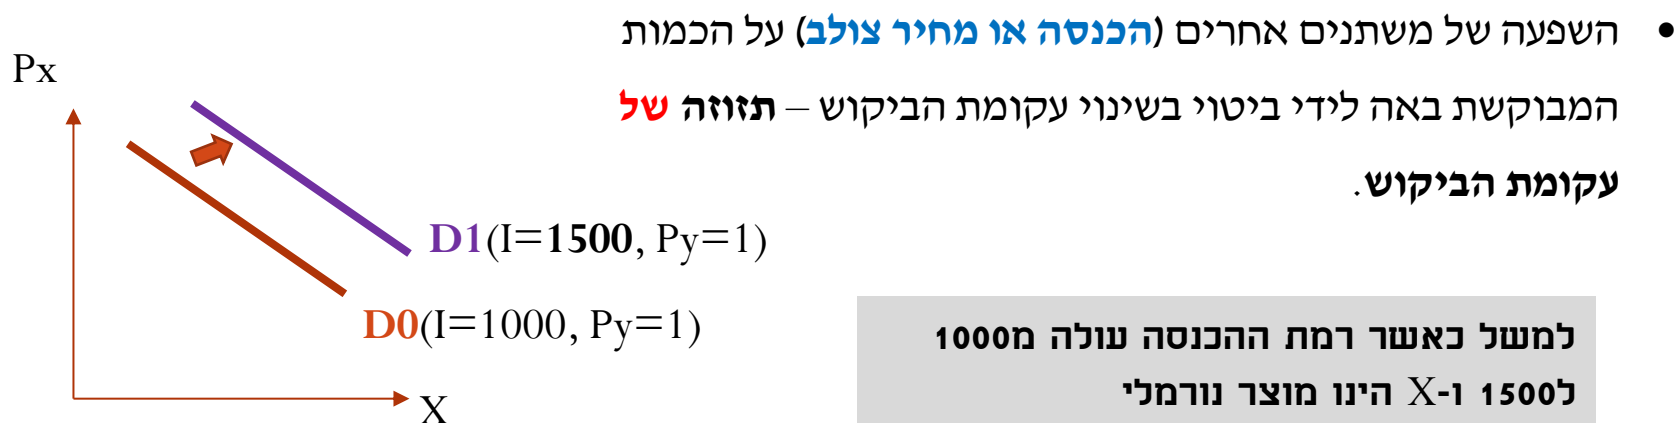 • השפעה של משתנים אחרים (הכנסה או מחיר צולב) על הכמות
המבוקשת באה לידי ביטוי בשינוי עקומת הביקוש – תזוזה של
עקומת הביקוש.
Px
D1(I=1500, Py=1)
D0(I=1000, Py=1)
X
למשל כאשר רמת ההכנסה עולה מ1000
ל1500 ו-X הינו מוצר נורמלי